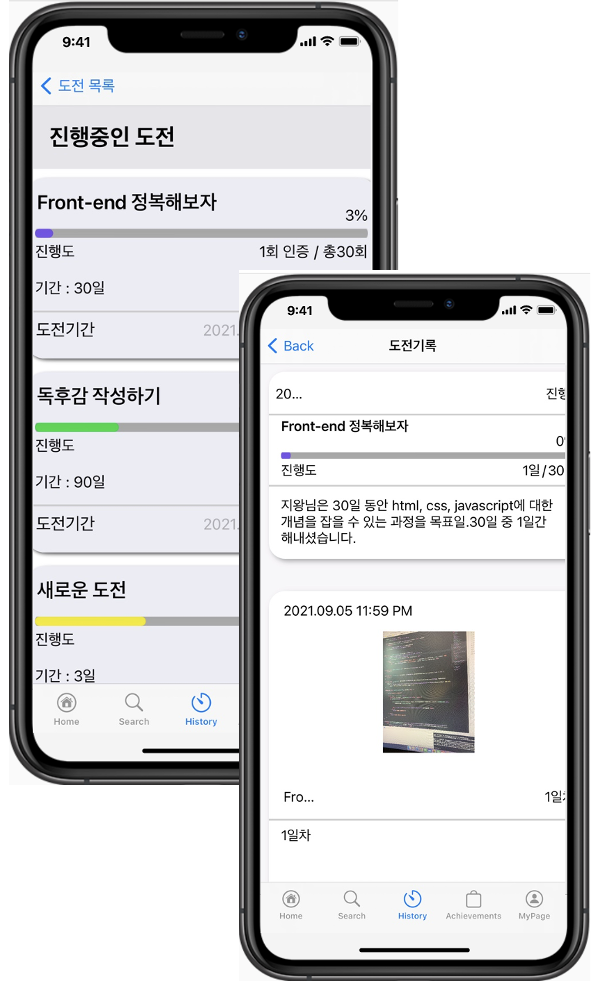 9:41
도전 목록
진행중인 도전
Front-end 정복해보자
3%
진행도 1회 인증 / 총30회
기간 : 30일
도전기간 2021.
독후감 작성하기
진행도
기간 : 90일
도전기간 2021.
새로운 도전
진행도
기간 : 3일
Home Search History
9:41
Back 도전기록
20... 진행
Front-end 정복해보자
진행도 1일/30
지왕님은 30일 동안 html, css, javascript에 대한
개념을 잡을 수 있는 과정을 목표일.30일 중 1일간
해내셨습니다.
2021.09.05 11:59 PM
Fro... 1일차
1일차
Home Search History Achievements MyPage